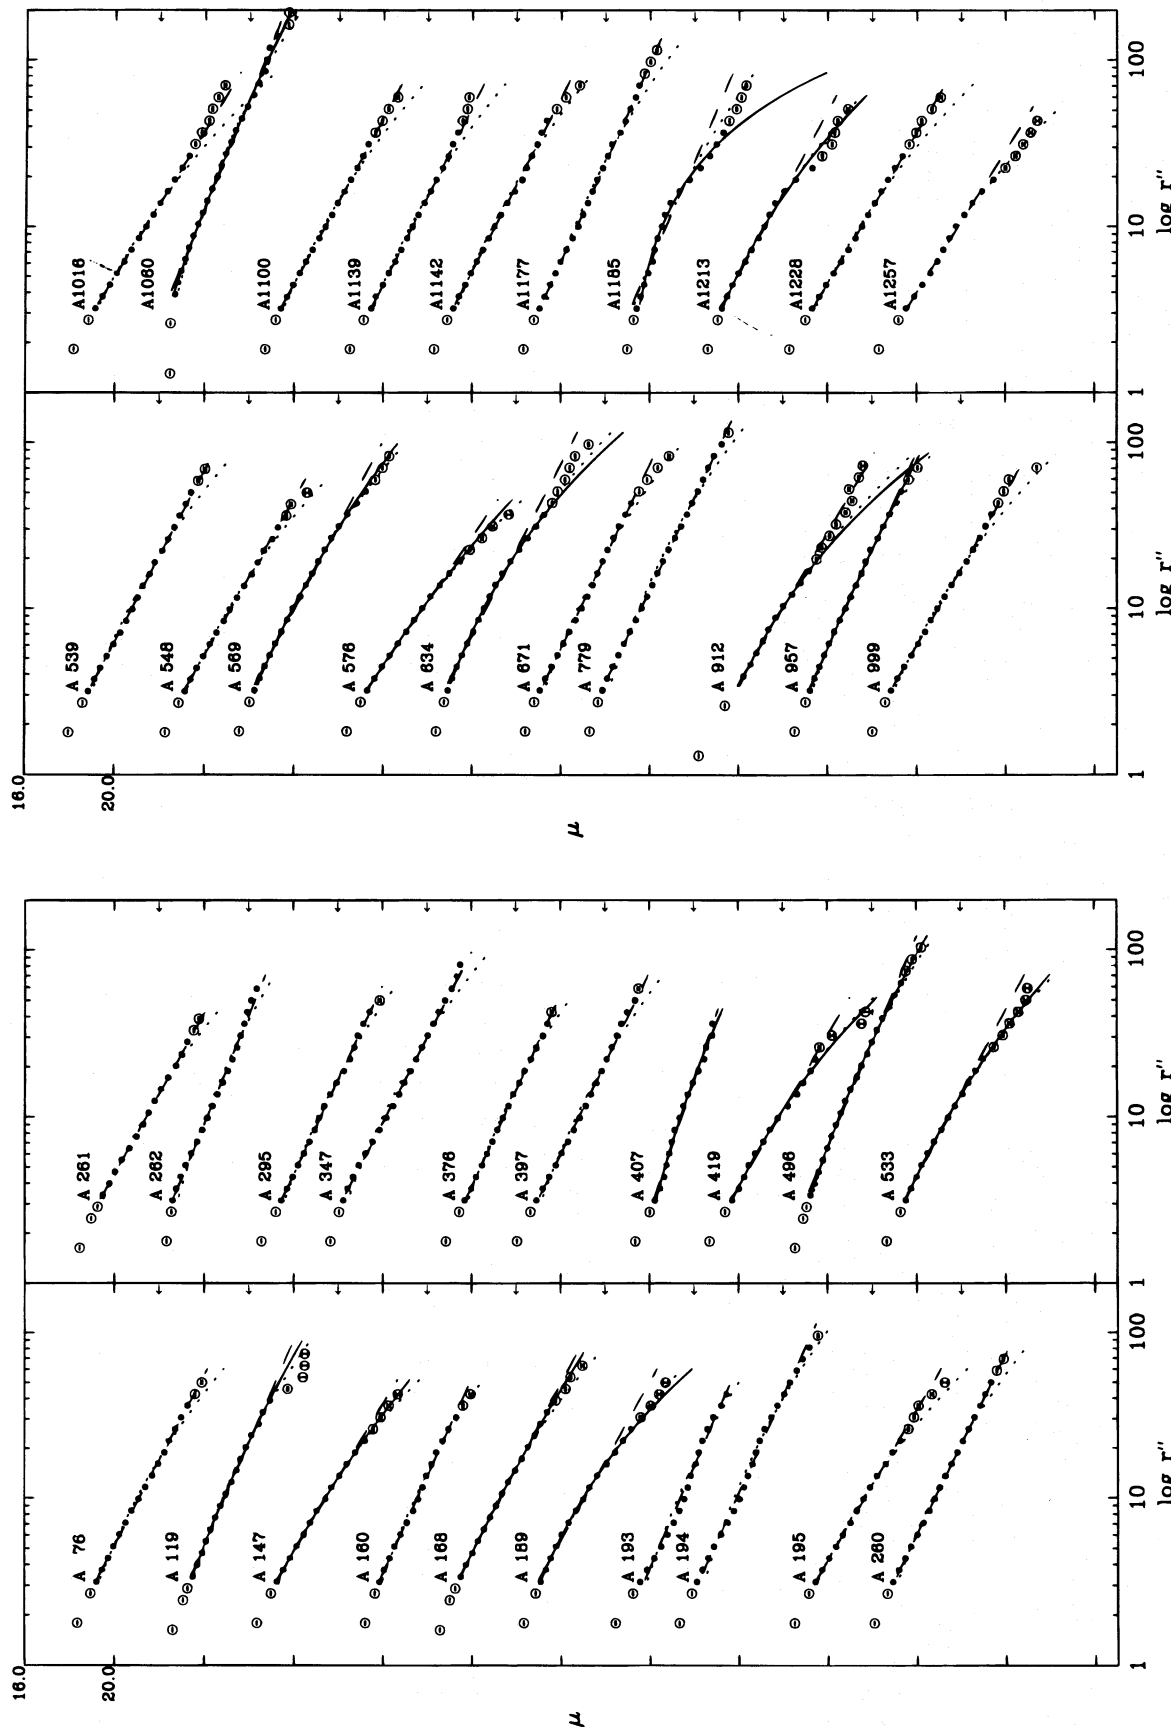 16.0
20.0
μ
A 76
A 119
A 147
A 160
A 168
A 189
A 193
A 194
A 195
A 260
1 10 100
log r"
A 261
A 262
A 295
A 347
A 376
A 397
A 407
A 419
A 496
A 533
1 10 100
log r"
16.0
20.0
μ
A 539
A 548
A 569
A 576
A 634
A 671
A 779
A 912
A 957
A 999
1 10 100
log r"
A1016
A1060
A1100
A1139
A1142
A1177
A1185
A1213
A1228
A1257
1 10 100
log r"